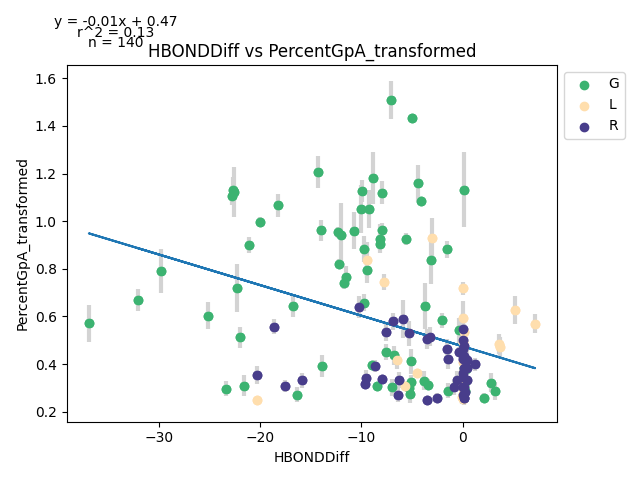 y = -0.01x + 0.47
r^2 = 0.13
n = 140
HBONDDiff vs PercentGpA_transformed
G
L
R
PercentGpA_transformed
1.6
1.4
1.2
1.0
0.8
0.6
0.4
0.2
−30
−20
−10
0
HBONDDiff